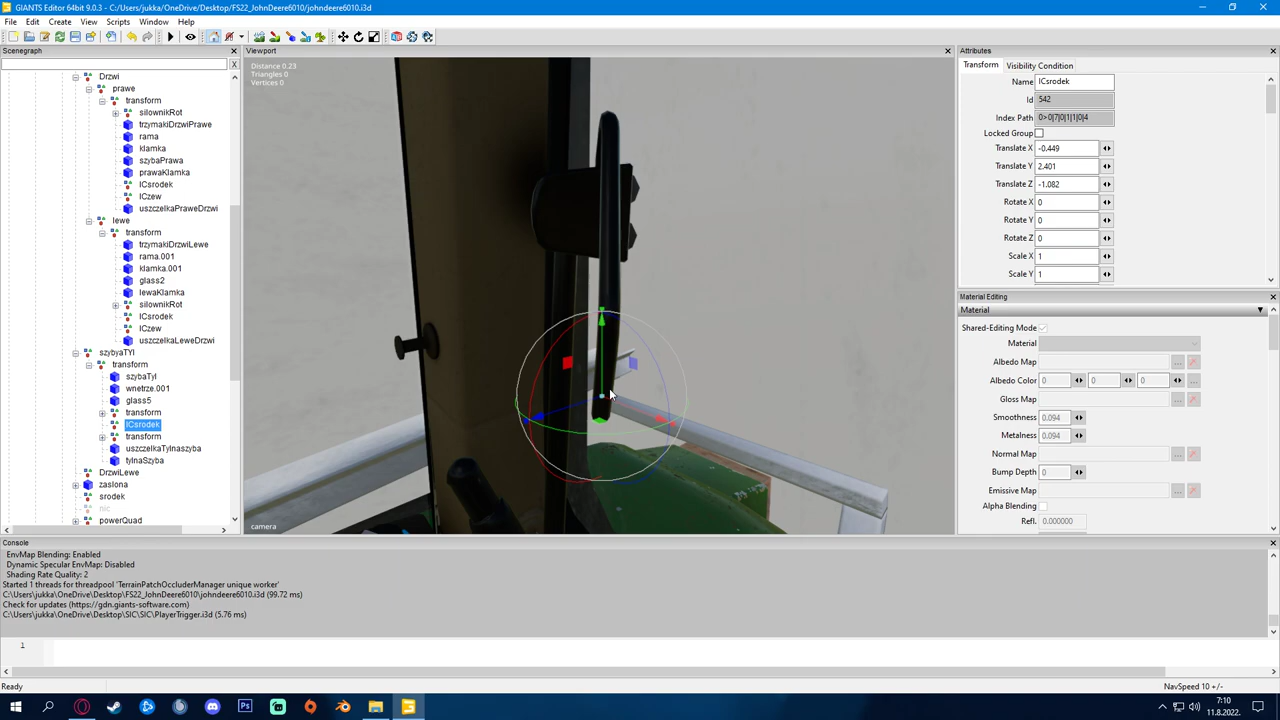 GIANTS Editor 64bit 9.0.3 - C:/Users/jukka/OneDrive/Desktop/FS22_JohnDeere6010/johndeere6010.i3d
File Edit Create View Scripts Window Help
Scenegraph
X
Drzwi
prawe
transform
silownikRot
trzymakiDrzwiPrawe
rama
klamka
szybaPrawa
prawaKlamka
ICsrodek
ICzew
uszczelkaPraweDrzwi
lewe
transform
trzymakiDrzwiLewe
rama.001
klamka.001
glass2
lewaKlamka
silownikRot
ICsrodek
ICzew
uszczelkaLeweDrzwi
szybyaTYl
transform
szybaTyl
wnetrze.001
glass5
transform
ICsrodek
transform
uszczelkaTylnaszyba
tylnaSzyba
DrzwiLewe
zaslona
srodek
nic
powerQuad
Viewport
Distance 0.23
Triangles 0
Vertices 0
camera
Attributes
Transform Visibility Condition
Name ICsrodek
Id 542
Index Path 0>0|7|0|1|1|0|4
Locked Group
Translate X -0.449
Translate Y 2.401
Translate Z -1.082
Rotate X 0
Rotate Y 0
Rotate Z 0
Scale X 1
Scale Y 1
Material Editing
Material
Shared-Editing Mode
Material
Albedo Map ...
Albedo Color 0 0 0 ...
Gloss Map ...
Smoothness 0.094
Metalness 0.094
Normal Map ...
Bump Depth 0
Emissive Map ...
Alpha Blending
Refl. 0.000000
Console
EnvMap Blending: Enabled
Dynamic Specular EnvMap: Disabled
Shading Rate Quality: 2
Started 1 threads for threadpool 'TerrainPatchOccluderManager unique worker'
C:\Users\jukka\OneDrive\Desktop\FS22_JohnDeere6010\johndeere6010.i3d (99.72 ms)
Check for updates (https://gdn.giants-software.com)
C:\Users\jukka\OneDrive\Desktop\SIC\SIC\PlayerTrigger.i3d (5.76 ms)
1
Ready
NavSpeed 10 +/-
7:10
11.8.2022.